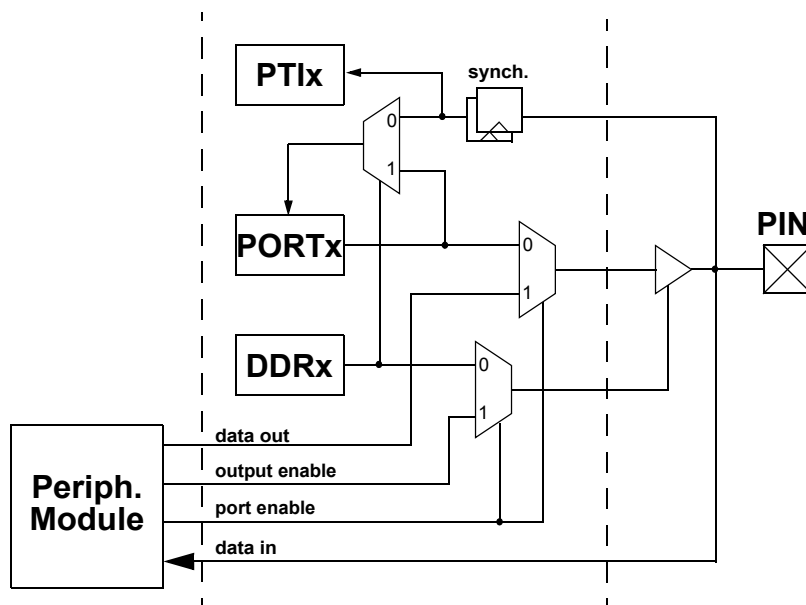 PTIx
synch.
0
1
PORTx
0
1
PIN
DDRx
0
1
Periph.
Module
data out
output enable
port enable
data in